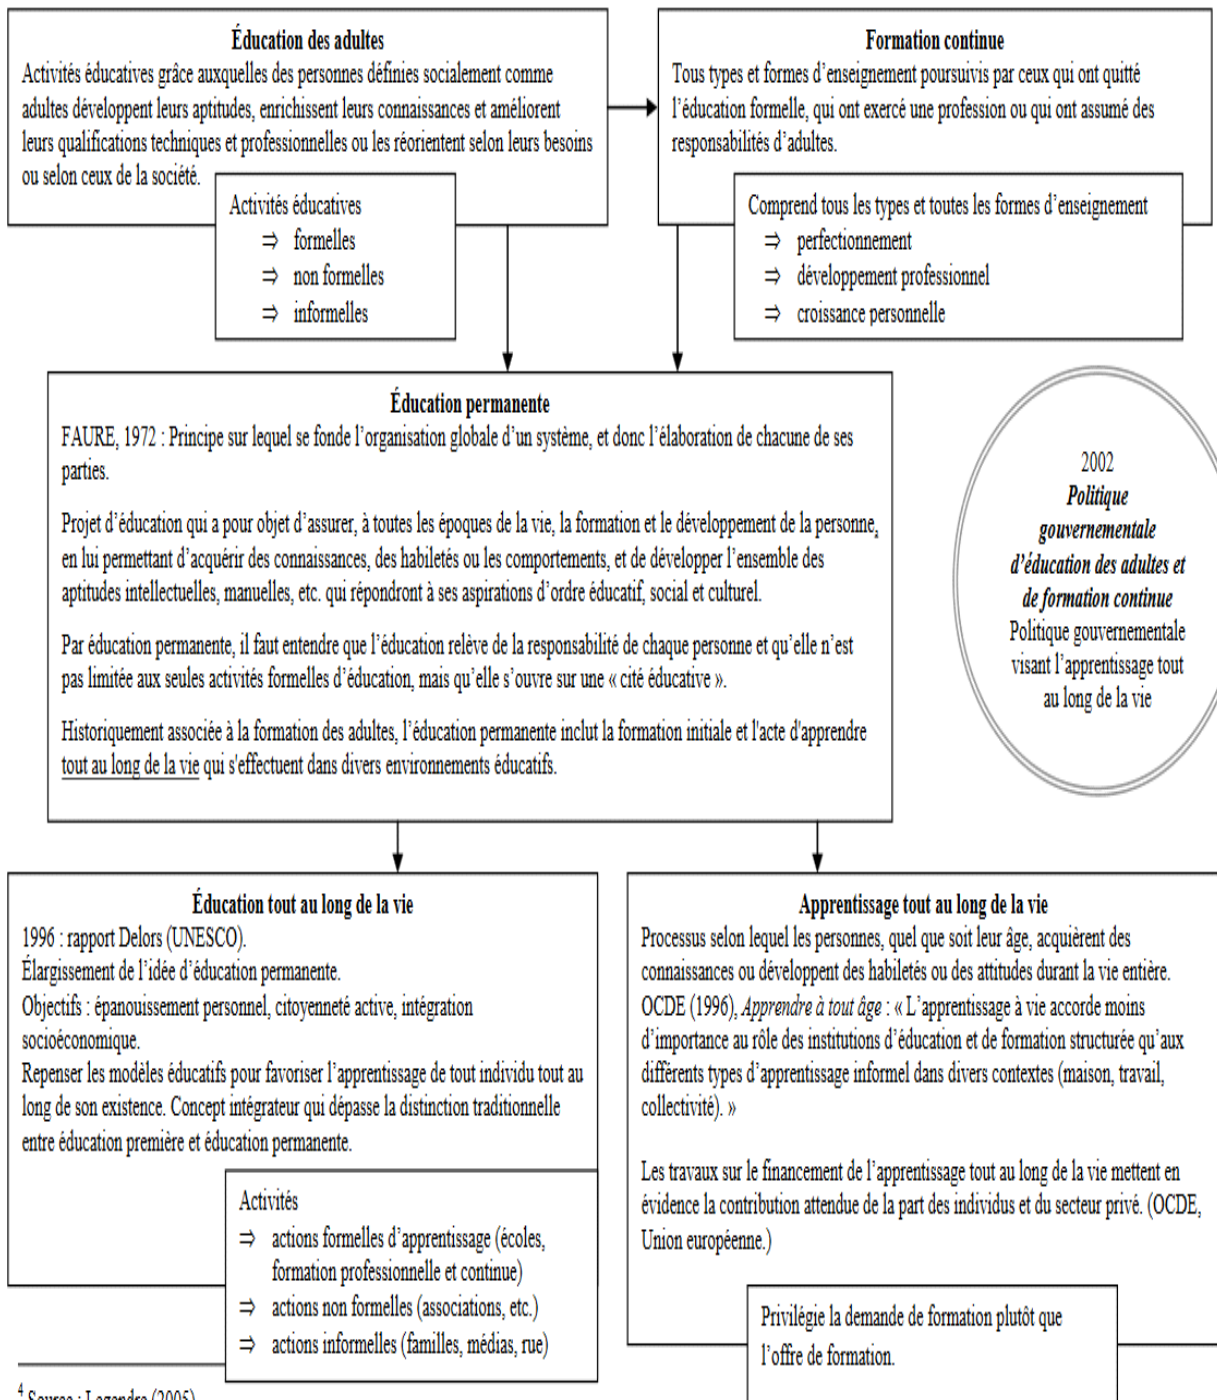 Éducation des adultes
Activités éducatives grâce auxquelles des personnes définies socialement comme
adultes développent leurs aptitudes, enrichissent leurs connaissances et améliorent
leurs qualifications techniques et professionnelles ou les réorientent selon leurs besoins
ou selon ceux de la société.
Activités éducatives
⇒ formelles
⇒ non formelles
⇒ informelles
Formation continue
Tous types et formes d’enseignement poursuivis par ceux qui ont quitté
l’éducation formelle, qui ont exercé une profession ou qui ont assumé des
responsabilités d’adultes.
Comprend tous les types et toutes les formes d’enseignement
⇒ perfectionnement
⇒ développement professionnel
⇒ croissance personnelle
Éducation permanente
FAURE, 1972 : Principe sur lequel se fonde l’organisation globale d’un système, et donc l’élaboration de chacune de ses
parties.
Projet d’éducation qui a pour objet d’assurer, à toutes les époques de la vie, la formation et le développement de la personne,
en lui permettant d’acquérir des connaissances, des habiletés ou les comportements, et de développer l’ensemble des
aptitudes intellectuelles, manuelles, etc. qui répondront à ses aspirations d’ordre éducatif, social et culturel.
Par éducation permanente, il faut entendre que l’éducation relève de la responsabilité de chaque personne et qu’elle n’est
pas limitée aux seules activités formelles d’éducation, mais qu’elle s’ouvre sur une « cité éducative ».
Historiquement associée à la formation des adultes, l’éducation permanente inclut la formation initiale et l'acte d'apprendre
tout au long de la vie qui s'effectuent dans divers environnements éducatifs.
2002
Politique
gouvernementale
d’éducation des adultes et
de formation continue
Politique gouvernementale
visant l’apprentissage tout
au long de la vie
Éducation tout au long de la vie
1996 : rapport Delors (UNESCO).
Élargissement de l’idée d’éducation permanente.
Objectifs : épanouissement personnel, citoyenneté active, intégration
socioéconomique.
Repenser les modèles éducatifs pour favoriser l’apprentissage de tout individu tout au
long de son existence. Concept intégrateur qui dépasse la distinction traditionnelle
entre éducation première et éducation permanente.
Activités
⇒ actions formelles d’apprentissage (écoles,
formation professionnelle et continue)
⇒ actions non formelles (associations, etc.)
⇒ actions informelles (familles, médias, rue)
Apprentissage tout au long de la vie
Processus selon lequel les personnes, quel que soit leur âge, acquièrent des
connaissances ou développent des habiletés ou des attitudes durant la vie entière.
OCDE (1996), Apprendre à tout âge : « L’apprentissage à vie accorde moins
d’importance au rôle des institutions d’éducation et de formation structurée qu’aux
différents types d’apprentissage informel dans divers contextes (maison, travail,
collectivité). »
Les travaux sur le financement de l’apprentissage tout au long de la vie mettent en
évidence la contribution attendue de la part des individus et du secteur privé. (OCDE,
Union européenne.)
Privilégie la demande de formation plutôt que
l’offre de formation.
4 Source : Legendre (2005)